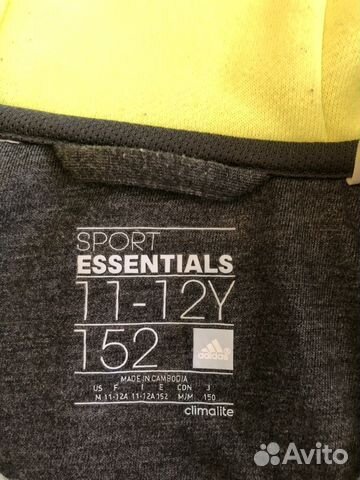 SPORT
ESSENTIALS
11-12Y
152
adidas
MADE IN CAMBODIA
US F I E CDN J
M 11-12A 11-12A 152 M/M 150
climalite
Avito